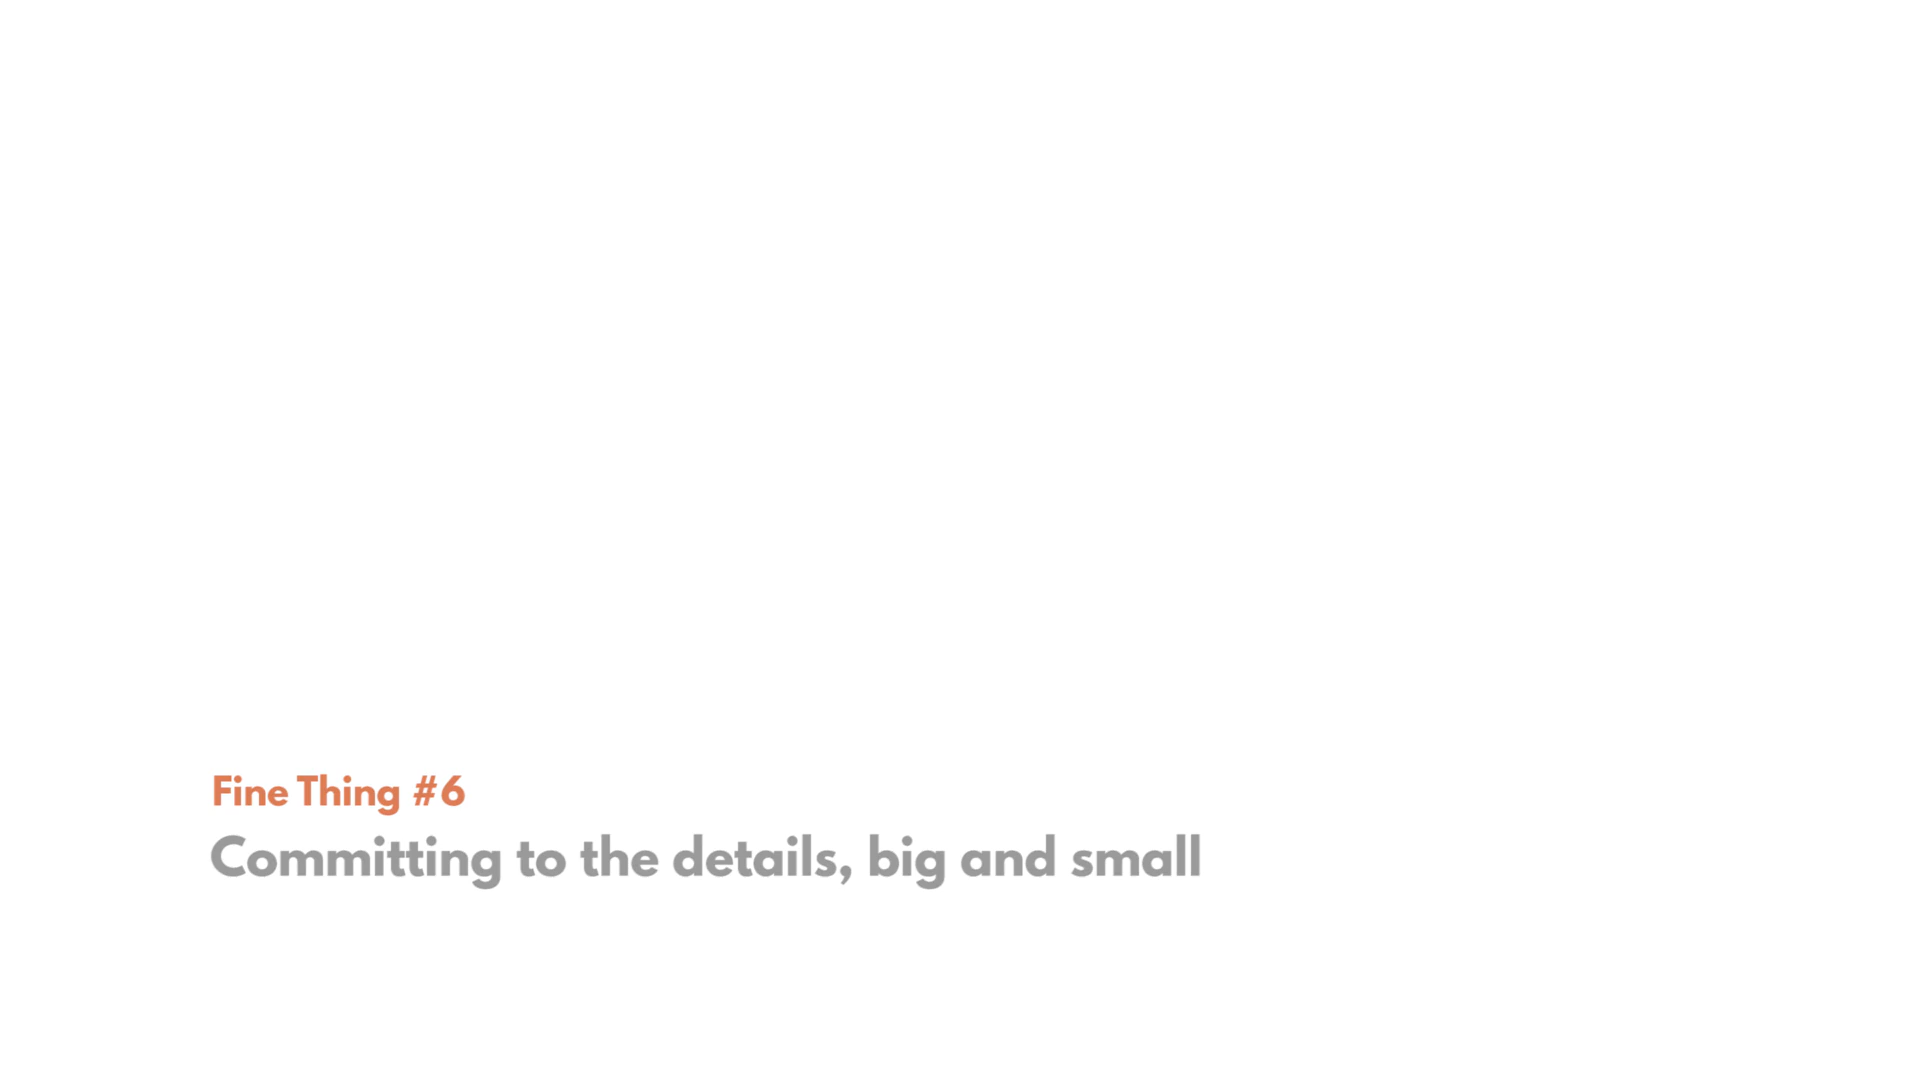 Fine Thing #6
Committing to the details, big and small